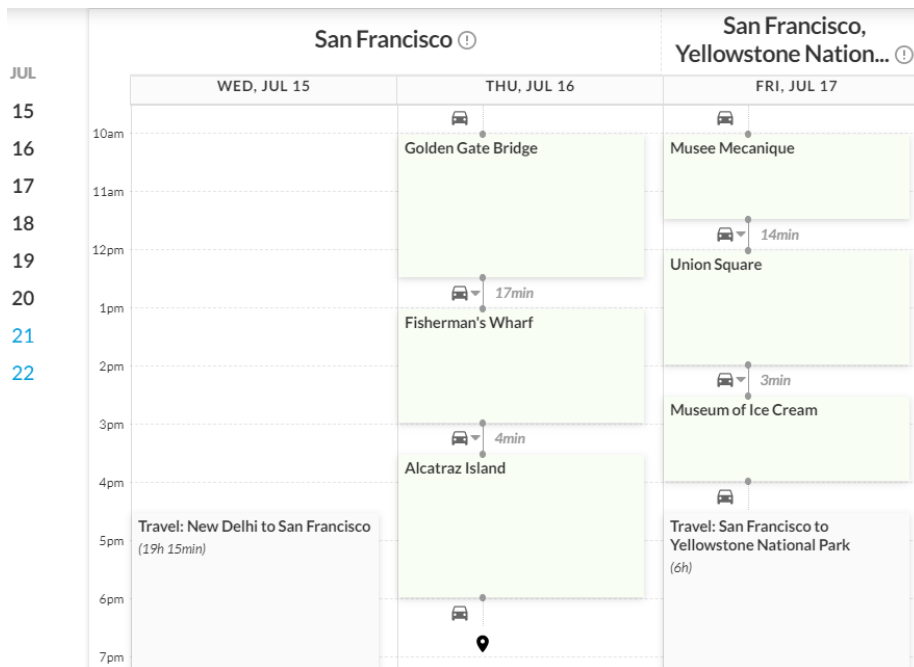 San Francisco
San Francisco,
Yellowstone Nation...
JUL
15
16
17
18
19
20
21
22
WED, JUL 15
THU, JUL 16
FRI, JUL 17
10am
11am
12pm
1pm
2pm
3pm
4pm
5pm
6pm
7pm
Travel: New Delhi to San Francisco
(19h 15min)
Golden Gate Bridge
17min
Fisherman's Wharf
4min
Alcatraz Island
Musee Mecanique
14min
Union Square
3min
Museum of Ice Cream
Travel: San Francisco to
Yellowstone National Park
(6h)